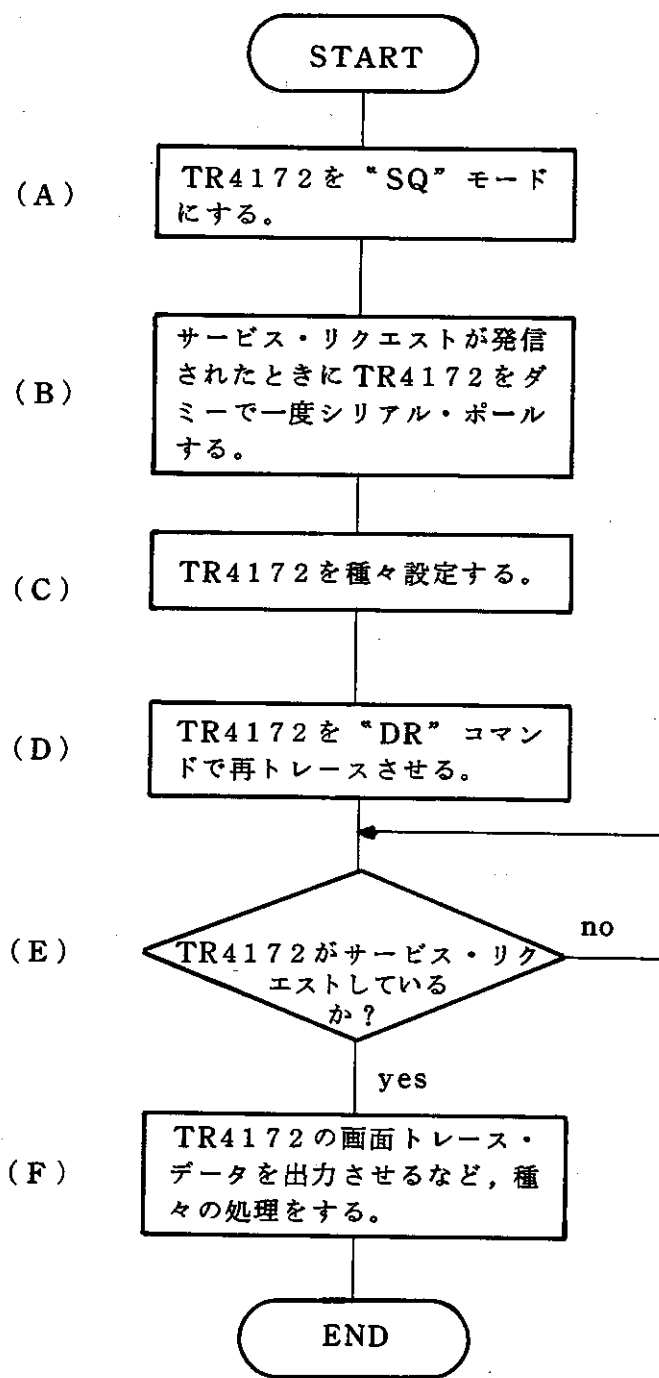 START
(A)
TR4172を“SQ”モード
にする。
(B)
サービス・リクエストが発信
されたときにTR4172をダ
ミーで一度シリアル・ポール
する。
(C)
TR4172を種々設定する。
(D)
TR4172を“DR”コマン
ドで再トレースさせる。
(E)
TR4172がサービス・リク
エストしている
か?
no
yes
(F)
TR4172の画面トレース・
データを出力させるなど,種
々の処理をする。
END